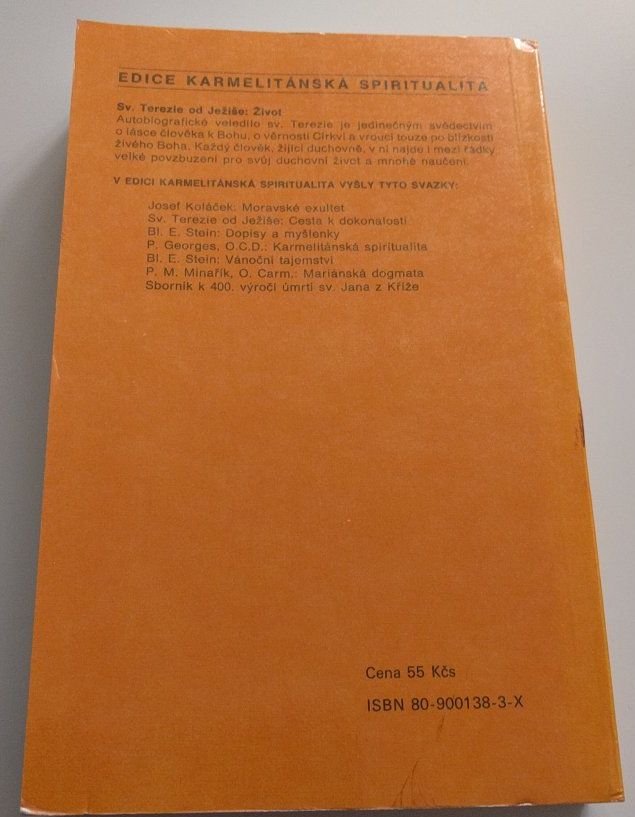 EDICE KARMELITÁNSKÁ SPIRITUALITA
Sv. Terezie od Ježíše: Život
Autobiografické veledílo sv. Terezie je jedinečným svědectvím
o lásce člověka k Bohu, o věrnosti Církvi a vroucí touze po blízkosti
živého Boha. Každý člověk, žijící duchovně, v ní najde i mezi řádky
velké povzbuzení pro svůj duchovní život a mnohé naučení.
V EDICI KARMELITÁNSKÁ SPIRITUALITA VYŠLY TYTO SVAZKY:
Josef Koláček: Moravské exultet
Sv. Terezie od Ježíše: Cesta k dokonalosti
Bl. E. Stein: Dopisy a myšlenky
P. Georges, O.C.D.: Karmelitánská spiritualita
Bl. E. Stein: Vánoční tajemství
P. M. Minařík, O. Carm.: Mariánská dogmata
Sborník k 400. výročí úmrtí sv. Jana z Kříže
Cena 55 Kčs
ISBN 80-900138-3-X